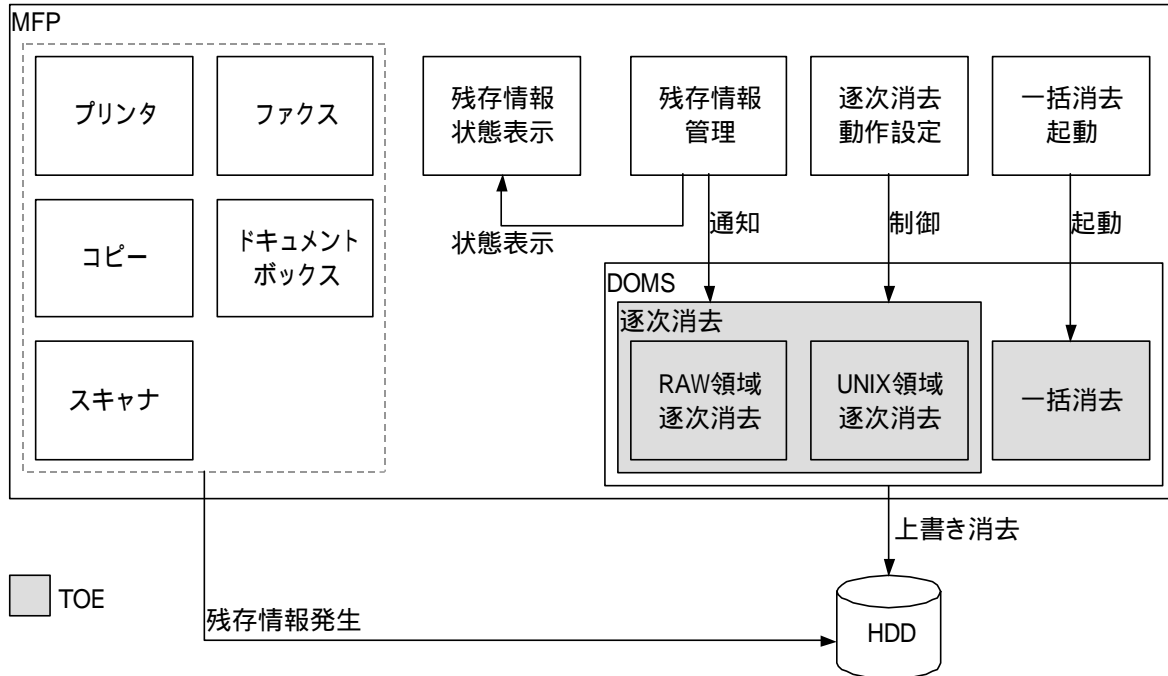 MFP
プリンタ
ファクス
コピー
ドキュメント
ボックス
スキャナ
残存情報
状態表示
残存情報
管理
逐次消去
動作設定
一括消去
起動
状態表示
通知
制御
起動
DOMS
逐次消去
RAW領域
逐次消去
UNIX領域
逐次消去
一括消去
上書き消去
TOE
残存情報発生
HDD